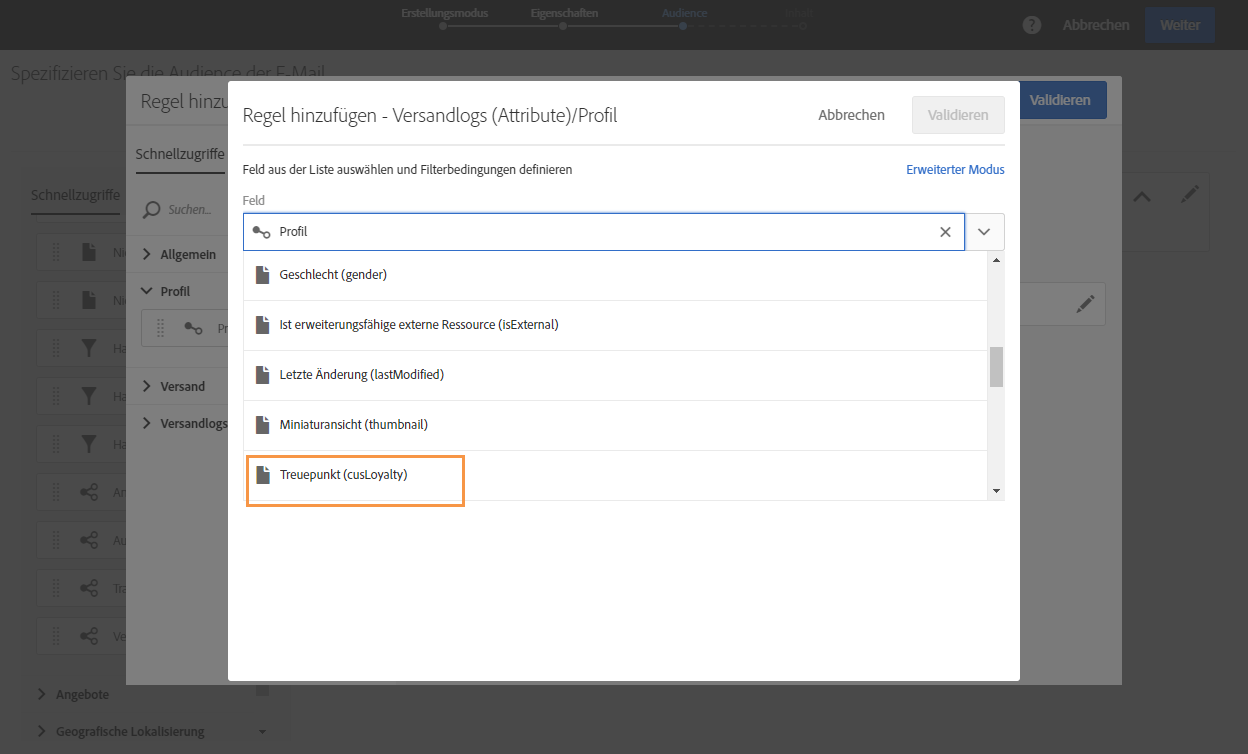 Erstellungsmodus
Eigenschaften
Audience
Inhalt
Abbrechen
Weiter
Spezifizieren Sie die Audience der E-Mail
Regel hinzu
Validieren
Regel hinzufügen - Versandlogs (Attribute)/Profil
Abbrechen
Validieren
Schnellzugriffe
Feld aus der Liste auswählen und Filterbedingungen definieren
Erweiterter Modus
Schnellzugriffe
Feld
Suchen...
Profil
Allgemein
Ni
Geschlecht (gender)
Profil
Ni
Ist erweiterungsfähige externe Ressource (isExternal)
Pr
Ha
Letzte Änderung (lastModified)
Versand
Ha
Miniaturansicht (thumbnail)
Versandlogs
Ha
Treuepunkt (cusLoyalty)
An
Au
Tra
Ve
Angebote
Geografische Lokalisierung